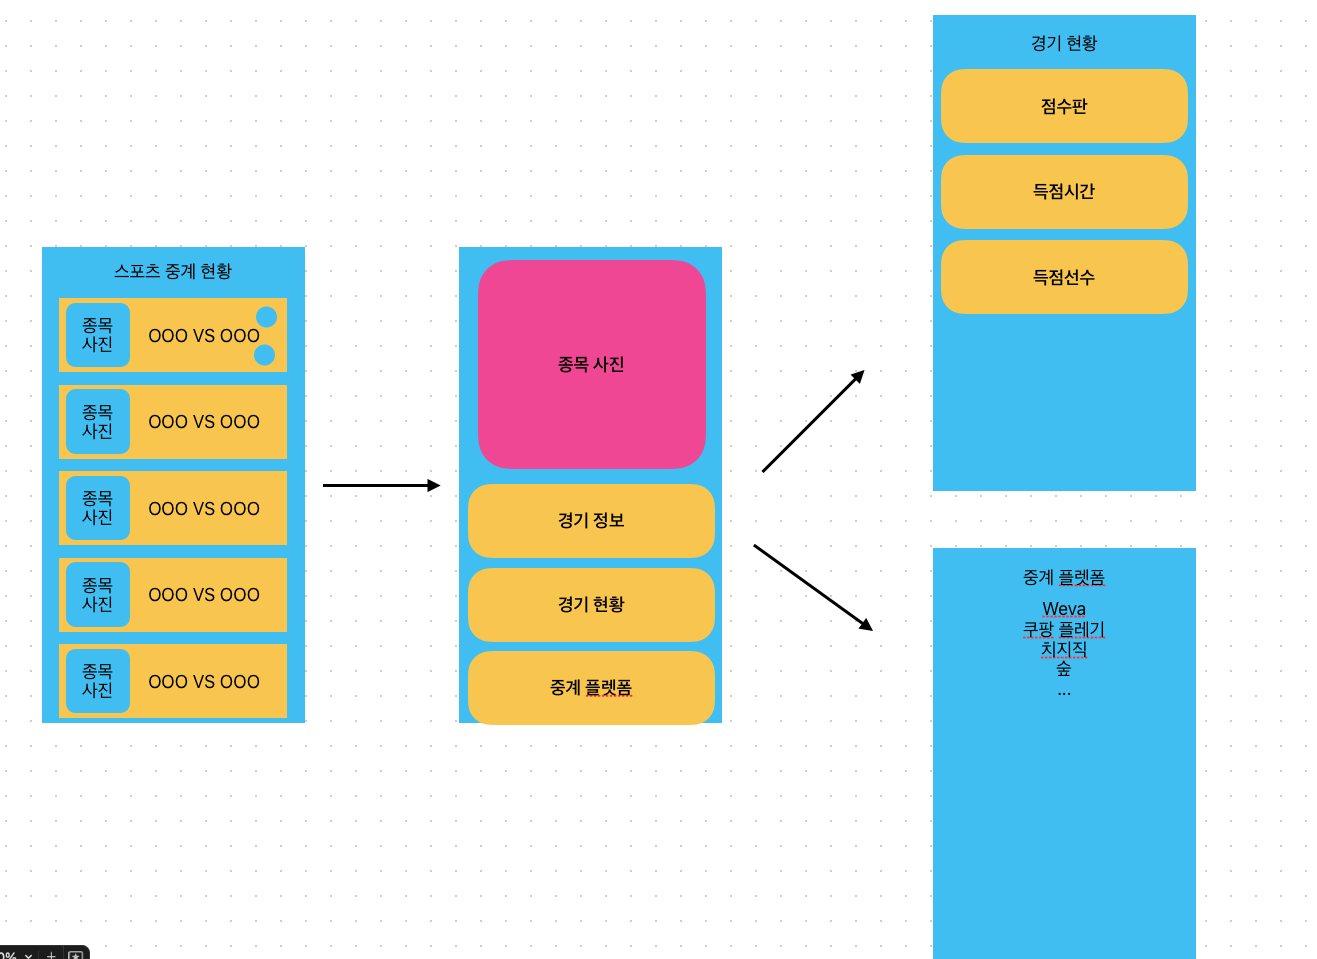 스포츠 중계 현황
종목
사진
OOO VS OOO
종목
사진
OOO VS OOO
종목
사진
OOO VS OOO
종목
사진
OOO VS OOO
종목
사진
OOO VS OOO
종목 사진
경기 정보
경기 현황
중계 플렛폼
경기 현황
점수판
득점시간
득점선수
중계 플렛폼
Weva
쿠팡 플레기
치지직
숲
...
0%